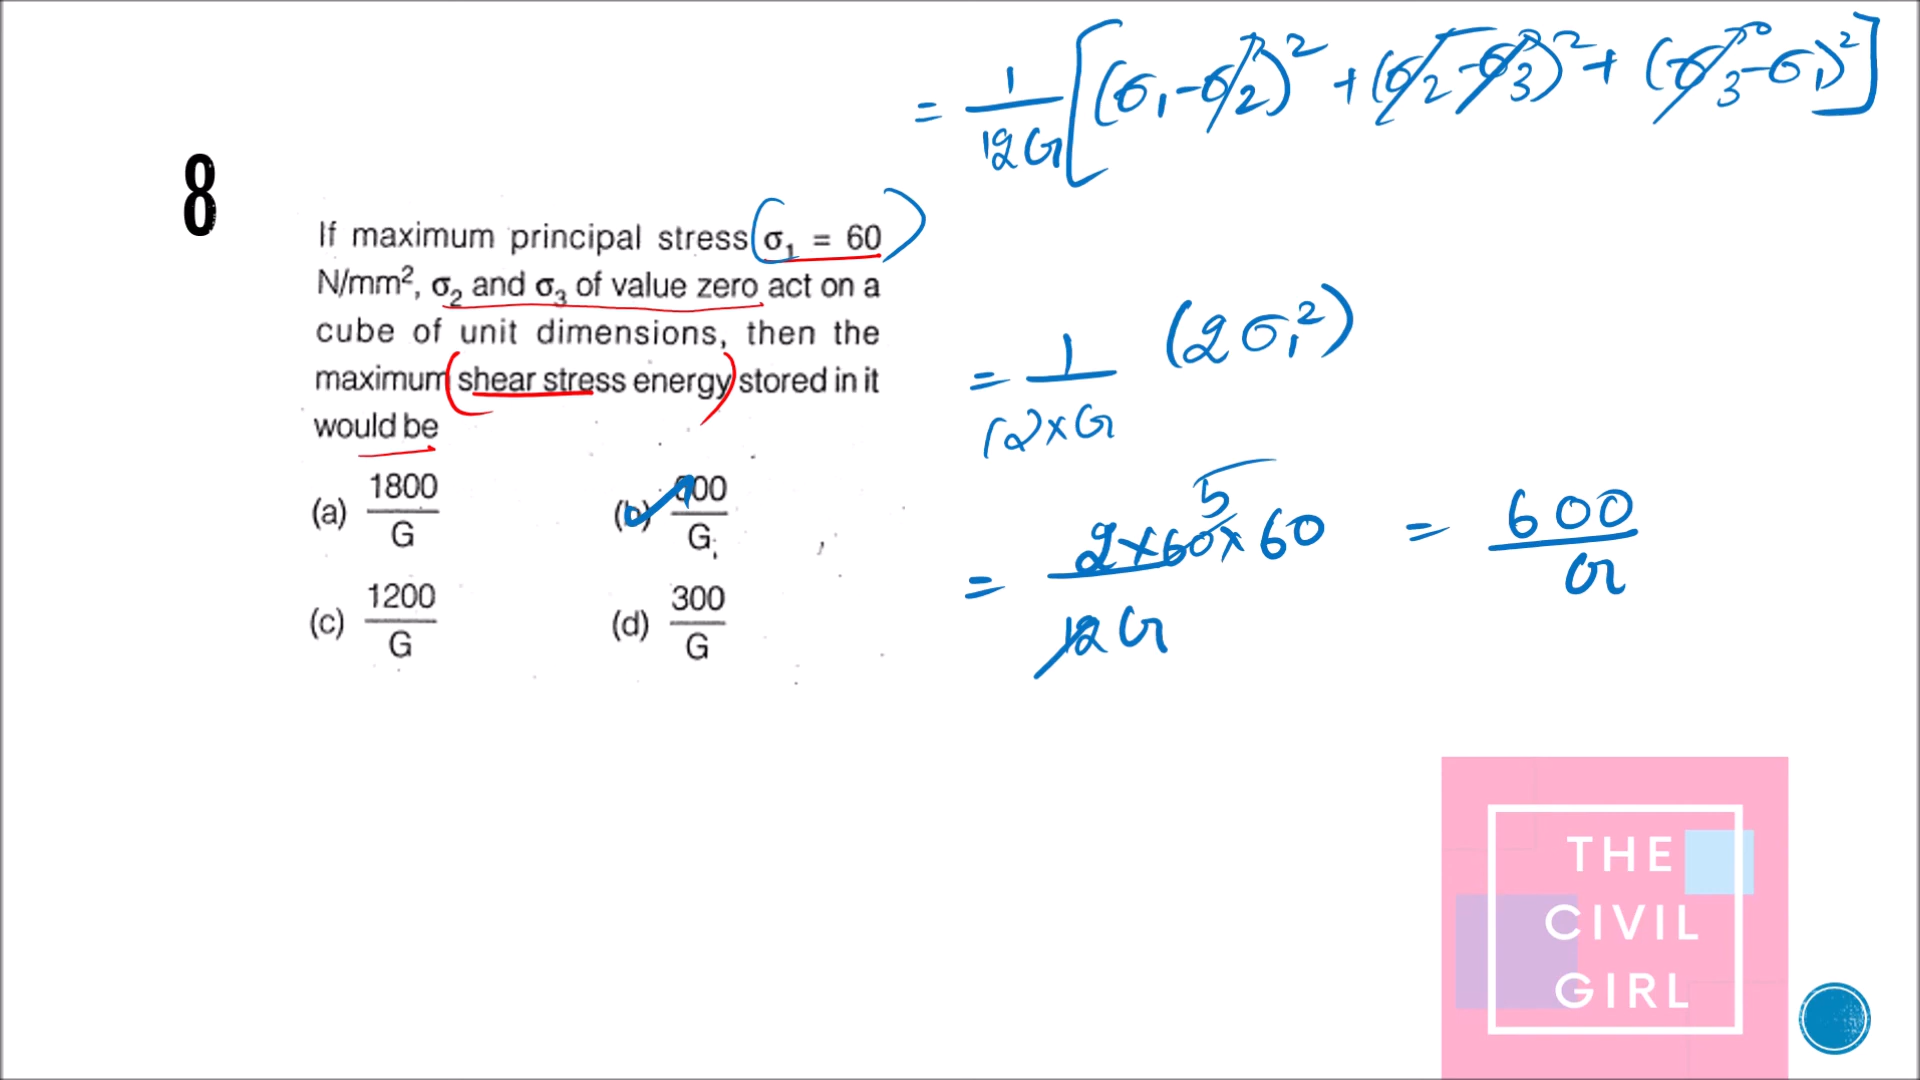 = 1/12G [(σ₁-σ₂)² + (σ₂-σ₃)² + (σ₃-σ₁)²]
8
If maximum principal stress (σ₁ = 60
N/mm², σ₂ and σ₃ of value zero act on a
cube of unit dimensions, then the
maximum (shear stress energy) stored in it
would be
(a) 1800/G (b) 600/G
(c) 1200/G (d) 300/G
= 1/12×G (2σ₁²)
5
= 2×60×60/12G = 600/G
THE
CIVIL
GIRL